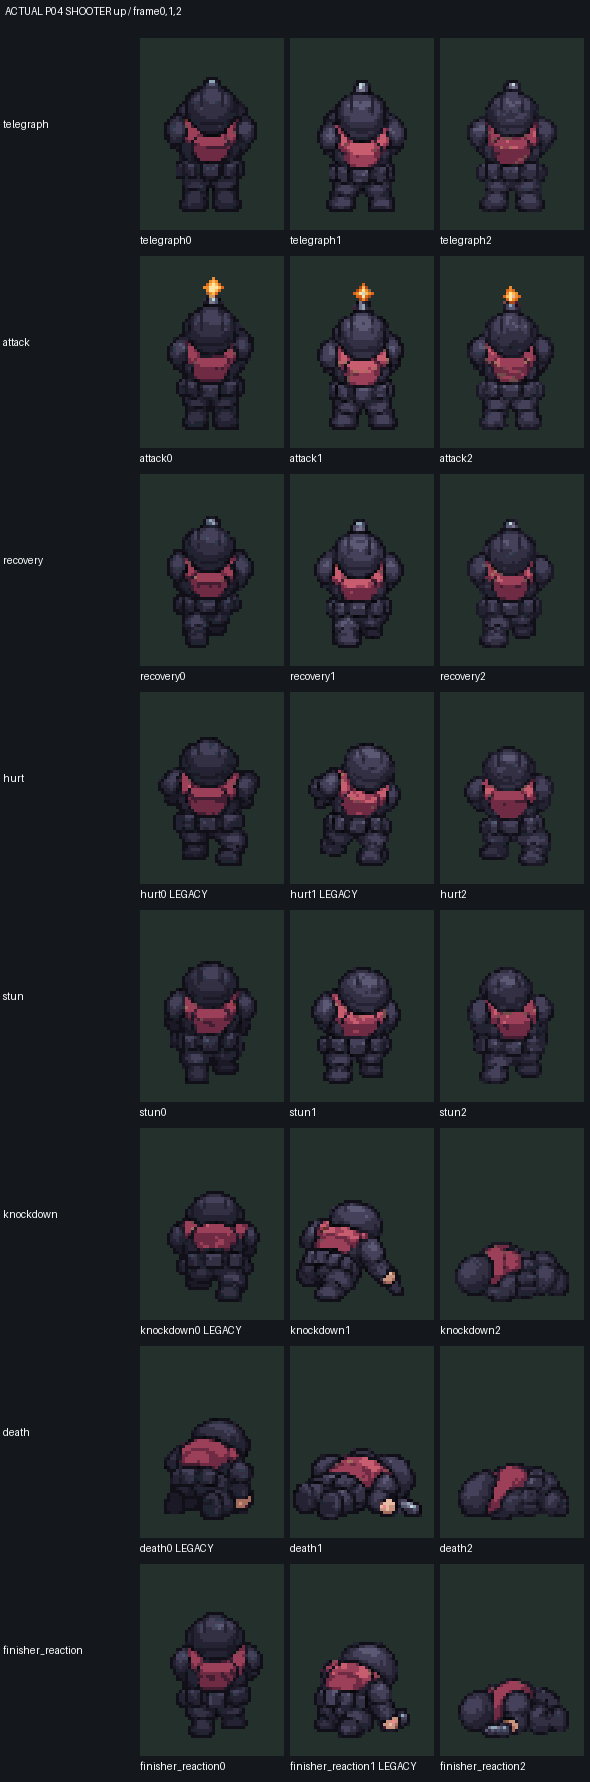 ACTUAL P04 SHOOTER up / frame0,1,2
telegraph
telegraph0 telegraph1 telegraph2
attack
attack0 attack1 attack2
recovery
recovery0 recovery1 recovery2
hurt
hurt0 LEGACY hurt1 LEGACY hurt2
stun
stun0 stun1 stun2
knockdown
knockdown0 LEGACY knockdown1 knockdown2
death
death0 LEGACY death1 death2
finisher_reaction
finisher_reaction0 finisher_reaction1 LEGACY finisher_reaction2